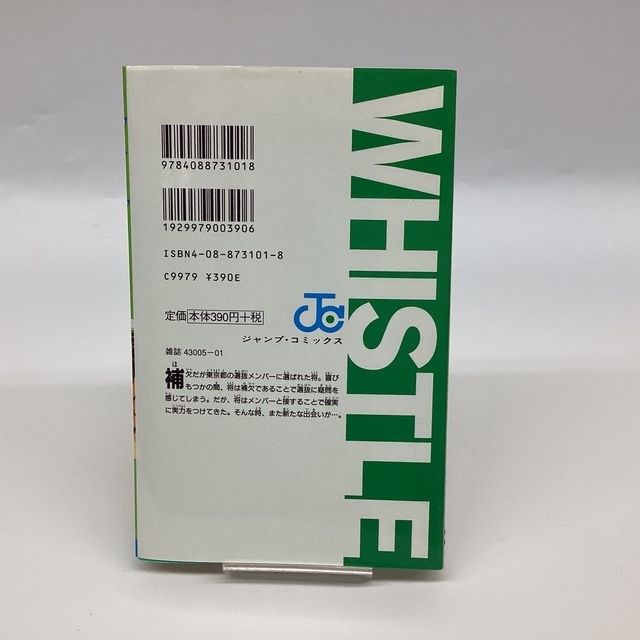 WHISTLE
9784088731018
1929979003906
ISBN4-08-873101-8
C9979 ¥390E
定価 本体390円+税
JC
ジャンプ・コミックス
雑誌 43005-01
補欠だが東京都の選抜メンバーに選ばれた将。喜び
もつかの間、将は補欠であることで選抜に疑問を
感じてしまう。だが、将はメンバーと接することで確実
に実力をつけてきた。そんな時、また新たな出会いが…。